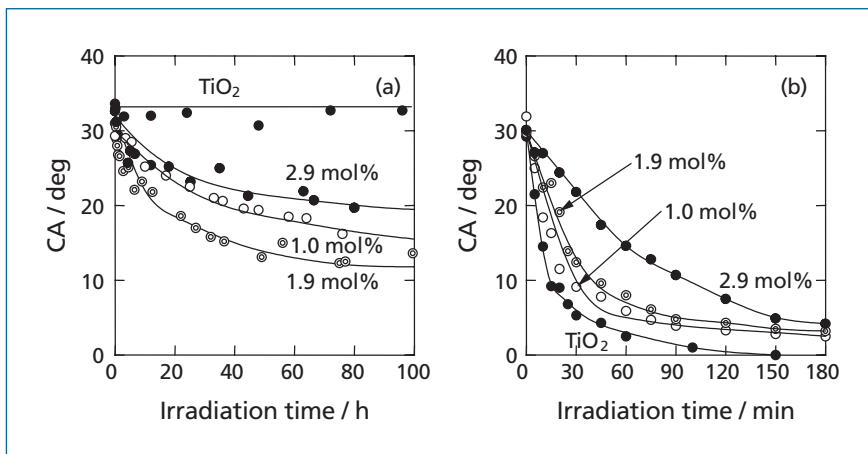 40
30
20
10
0
CA / deg
TiO2
(a)
2.9 mol%
1.0 mol%
1.9 mol%
0 20 40 60 80 100
Irradiation time / h
40
30
20
10
0
CA / deg
(b)
1.9 mol%
1.0 mol%
2.9 mol%
TiO2
0 30 60 90 120 150 180
Irradiation time / min